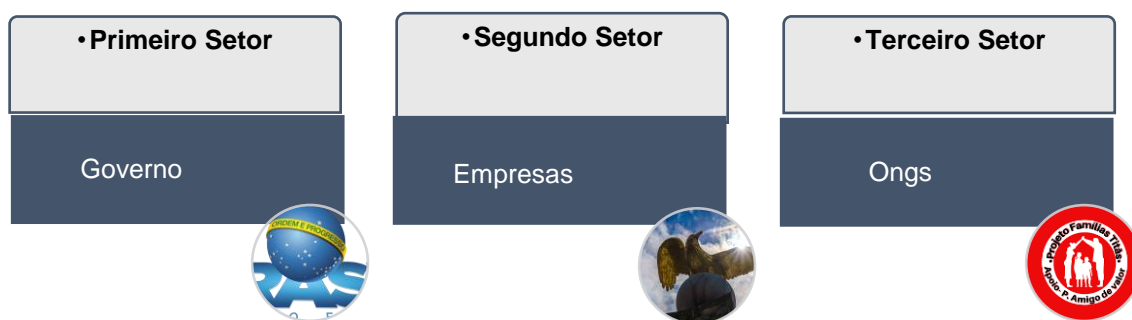 •Primeiro Setor
Governo
ORDEM E PROGRESSO
•Segundo Setor
Empresas
•Terceiro Setor
Ongs
•Projeto Famílias Titãs•
Apoio- P. Amigo de valor